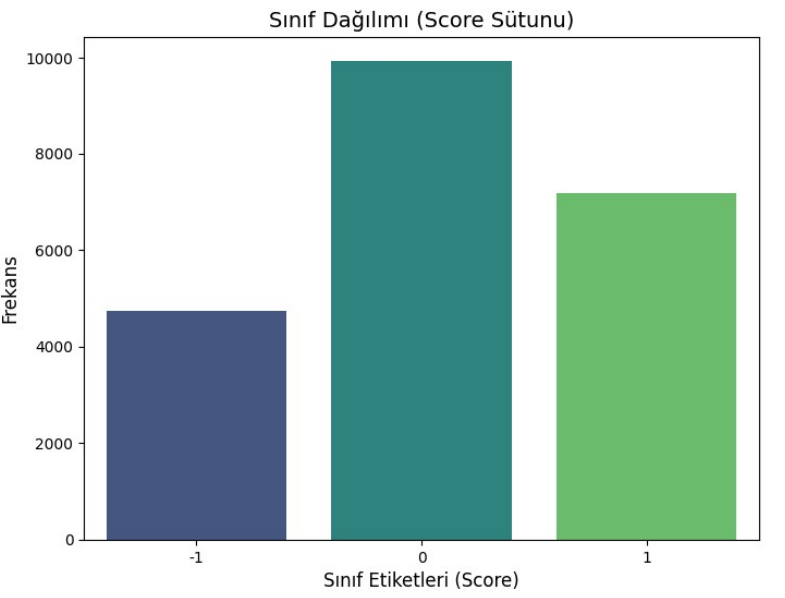 Sınıf Dağılımı (Score Sütunu)
10000
8000
6000
4000
2000
0
Frekans
-1 0 1
Sınıf Etiketleri (Score)